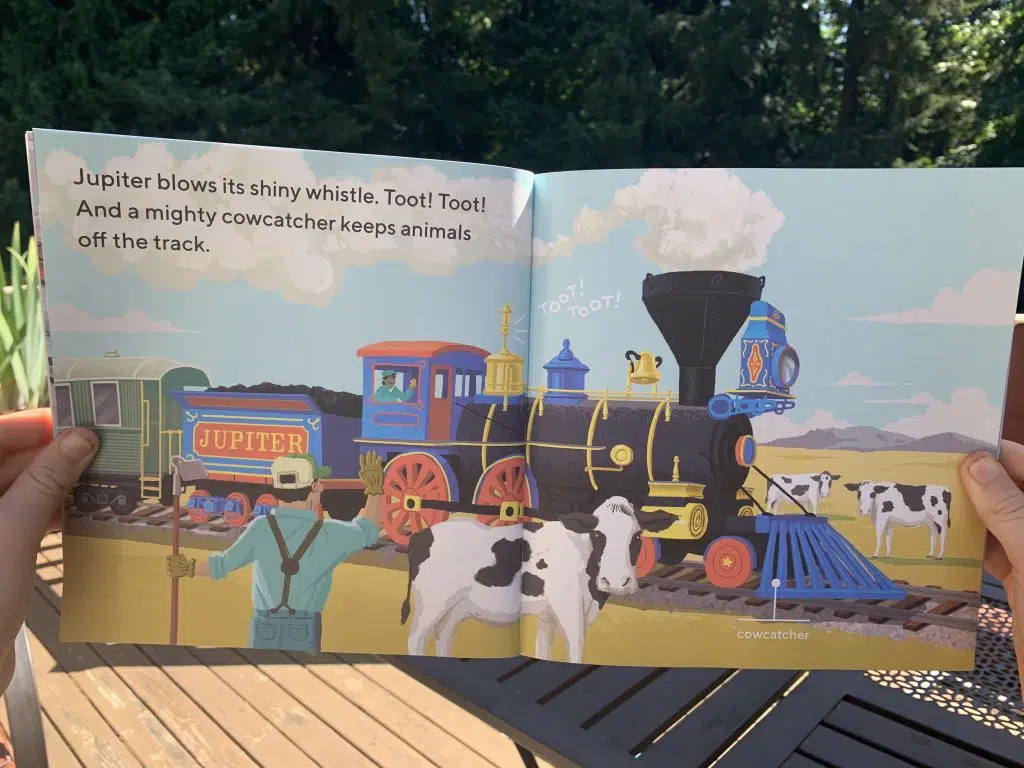 Jupiter blows its shiny whistle. Toot! Toot!
And a mighty cowcatcher keeps animals
off the track.
TOOT!
TOOT!
JUPITER
cowcatcher